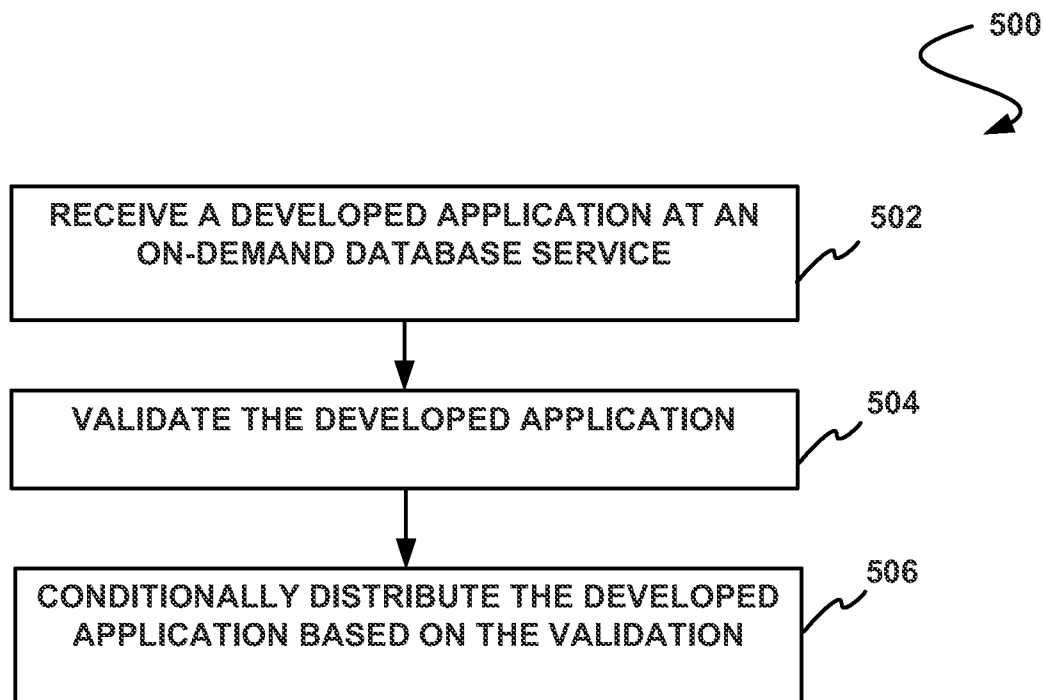 500
RECEIVE A DEVELOPED APPLICATION AT AN
ON-DEMAND DATABASE SERVICE
502
VALIDATE THE DEVELOPED APPLICATION
504
CONDITIONALLY DISTRIBUTE THE DEVELOPED
APPLICATION BASED ON THE VALIDATION
506